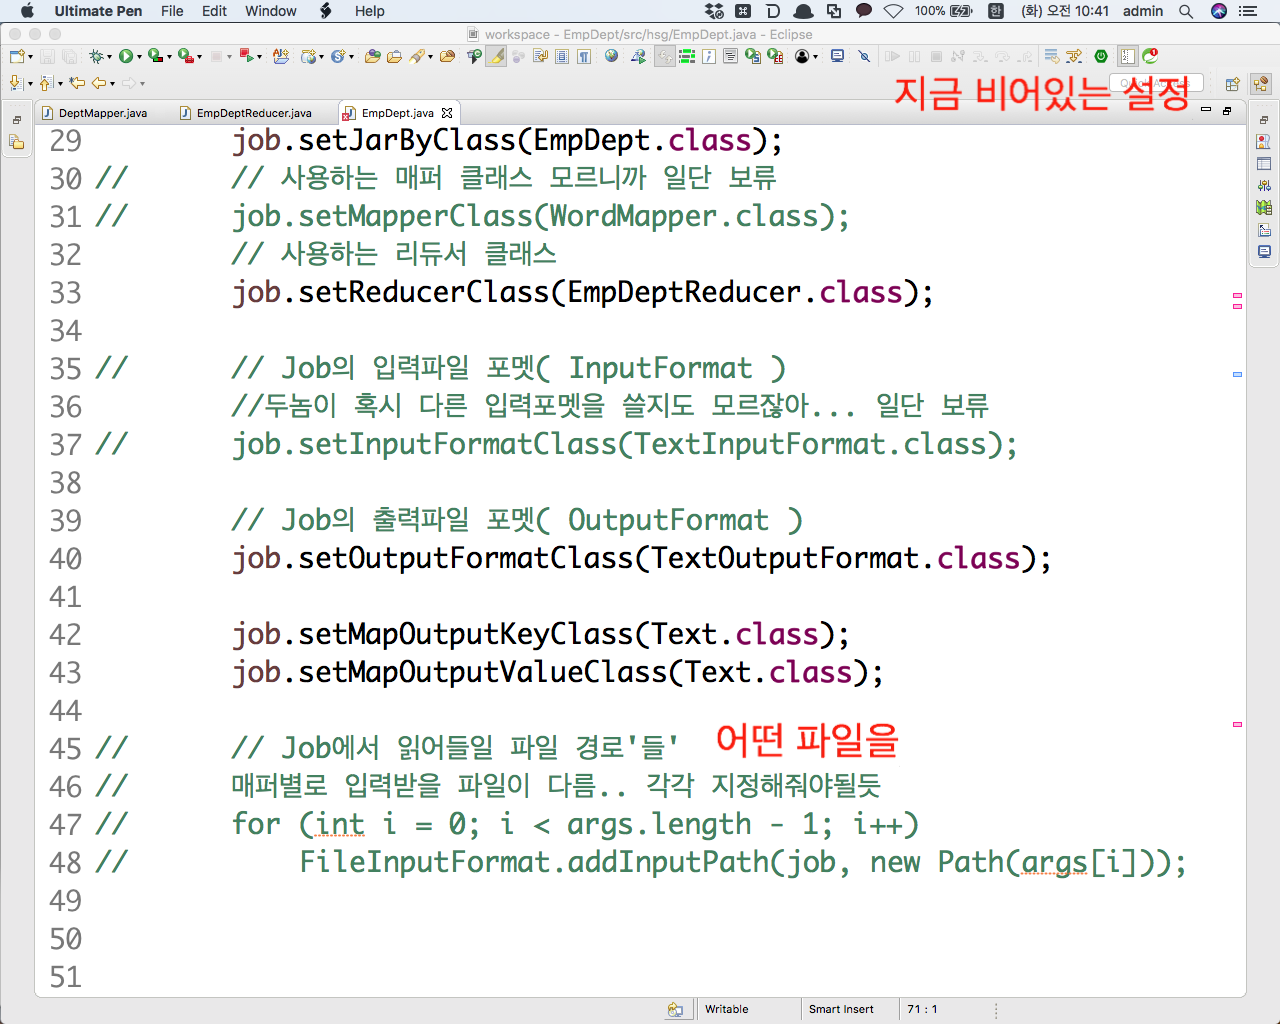 Ultimate Pen File Edit Window Help 100% 한 (화) 오전 10:41 admin
workspace - EmpDept/src/hsg/EmpDept.java - Eclipse
지금 비어있는 설정
DeptMapper.java EmpDeptReducer.java EmpDept.java
29 job.setJarByClass(EmpDept.class);
30 // // 사용하는 매퍼 클래스 모르니까 일단 보류
31 // job.setMapperClass(WordMapper.class);
32 // 사용하는 리듀서 클래스
33 job.setReducerClass(EmpDeptReducer.class);
34
35 // // Job의 입력파일 포멧( InputFormat )
36 //두놈이 혹시 다른 입력포멧을 쓸지도 모르잖아... 일단 보류
37 // job.setInputFormatClass(TextInputFormat.class);
38
39 // Job의 출력파일 포멧( OutputFormat )
40 job.setOutputFormatClass(TextOutputFormat.class);
41
42 job.setMapOutputKeyClass(Text.class);
43 job.setMapOutputValueClass(Text.class);
44
45 // // Job에서 읽어들일 파일 경로'들' 어떤 파일을
46 // 매퍼별로 입력받을 파일이 다름.. 각각 지정해줘야될듯
47 // for (int i = 0; i < args.length - 1; i++)
48 // FileInputFormat.addInputPath(job, new Path(args[i]));
49
50
51
Writable Smart Insert 71 : 1